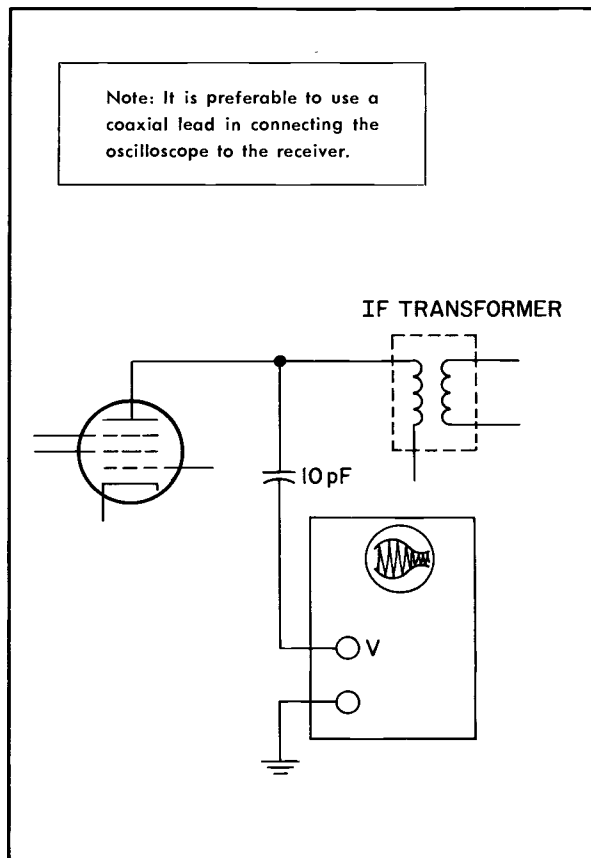 Note: It is preferable to use a
coaxial lead in connecting the
oscilloscope to the receiver.
IF TRANSFORMER
10 pF
V